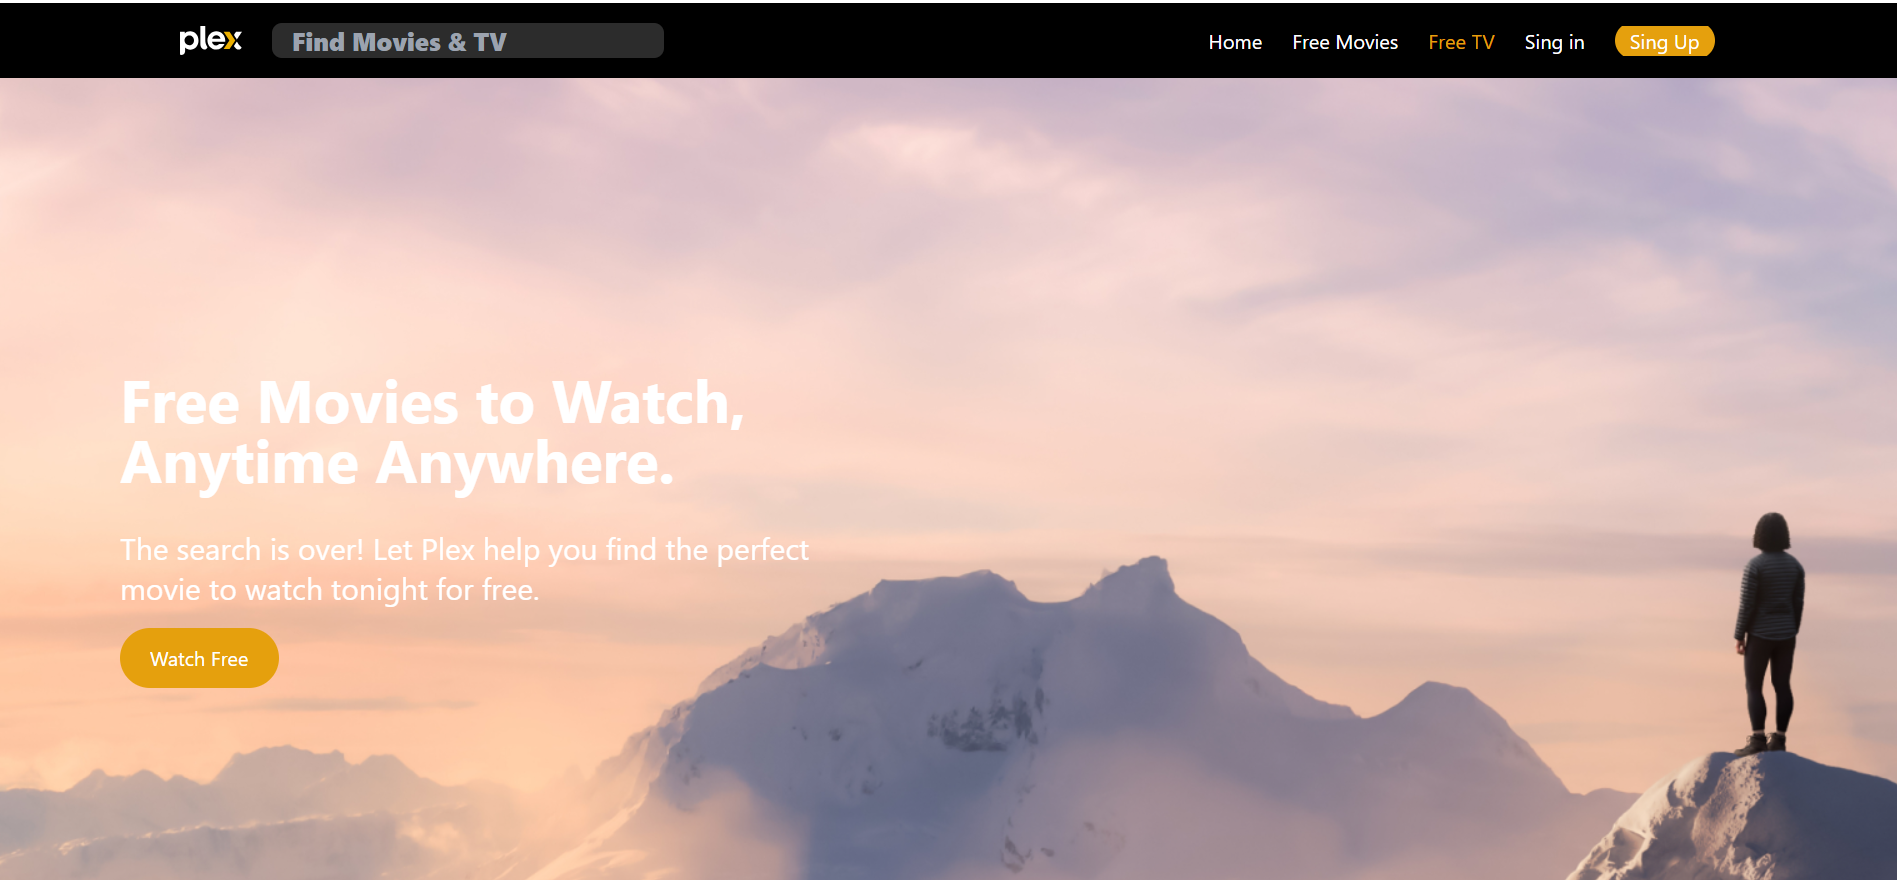 plex
Find Movies & TV
Home
Free Movies
Free TV
Sing in
Sing Up
Free Movies to Watch,
Anytime Anywhere.
The search is over! Let Plex help you find the perfect
movie to watch tonight for free.
Watch Free